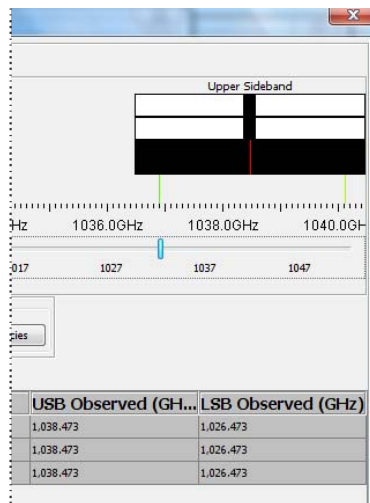 X
Upper Sideband
Hz 1036.0GHz 1038.0GHz 1040.0GH
017 1027 1037 1047
cies
USB Observed (GH... LSB Observed (GHz)
1,038.473 1,026.473
1,038.473 1,026.473
1,038.473 1,026.473